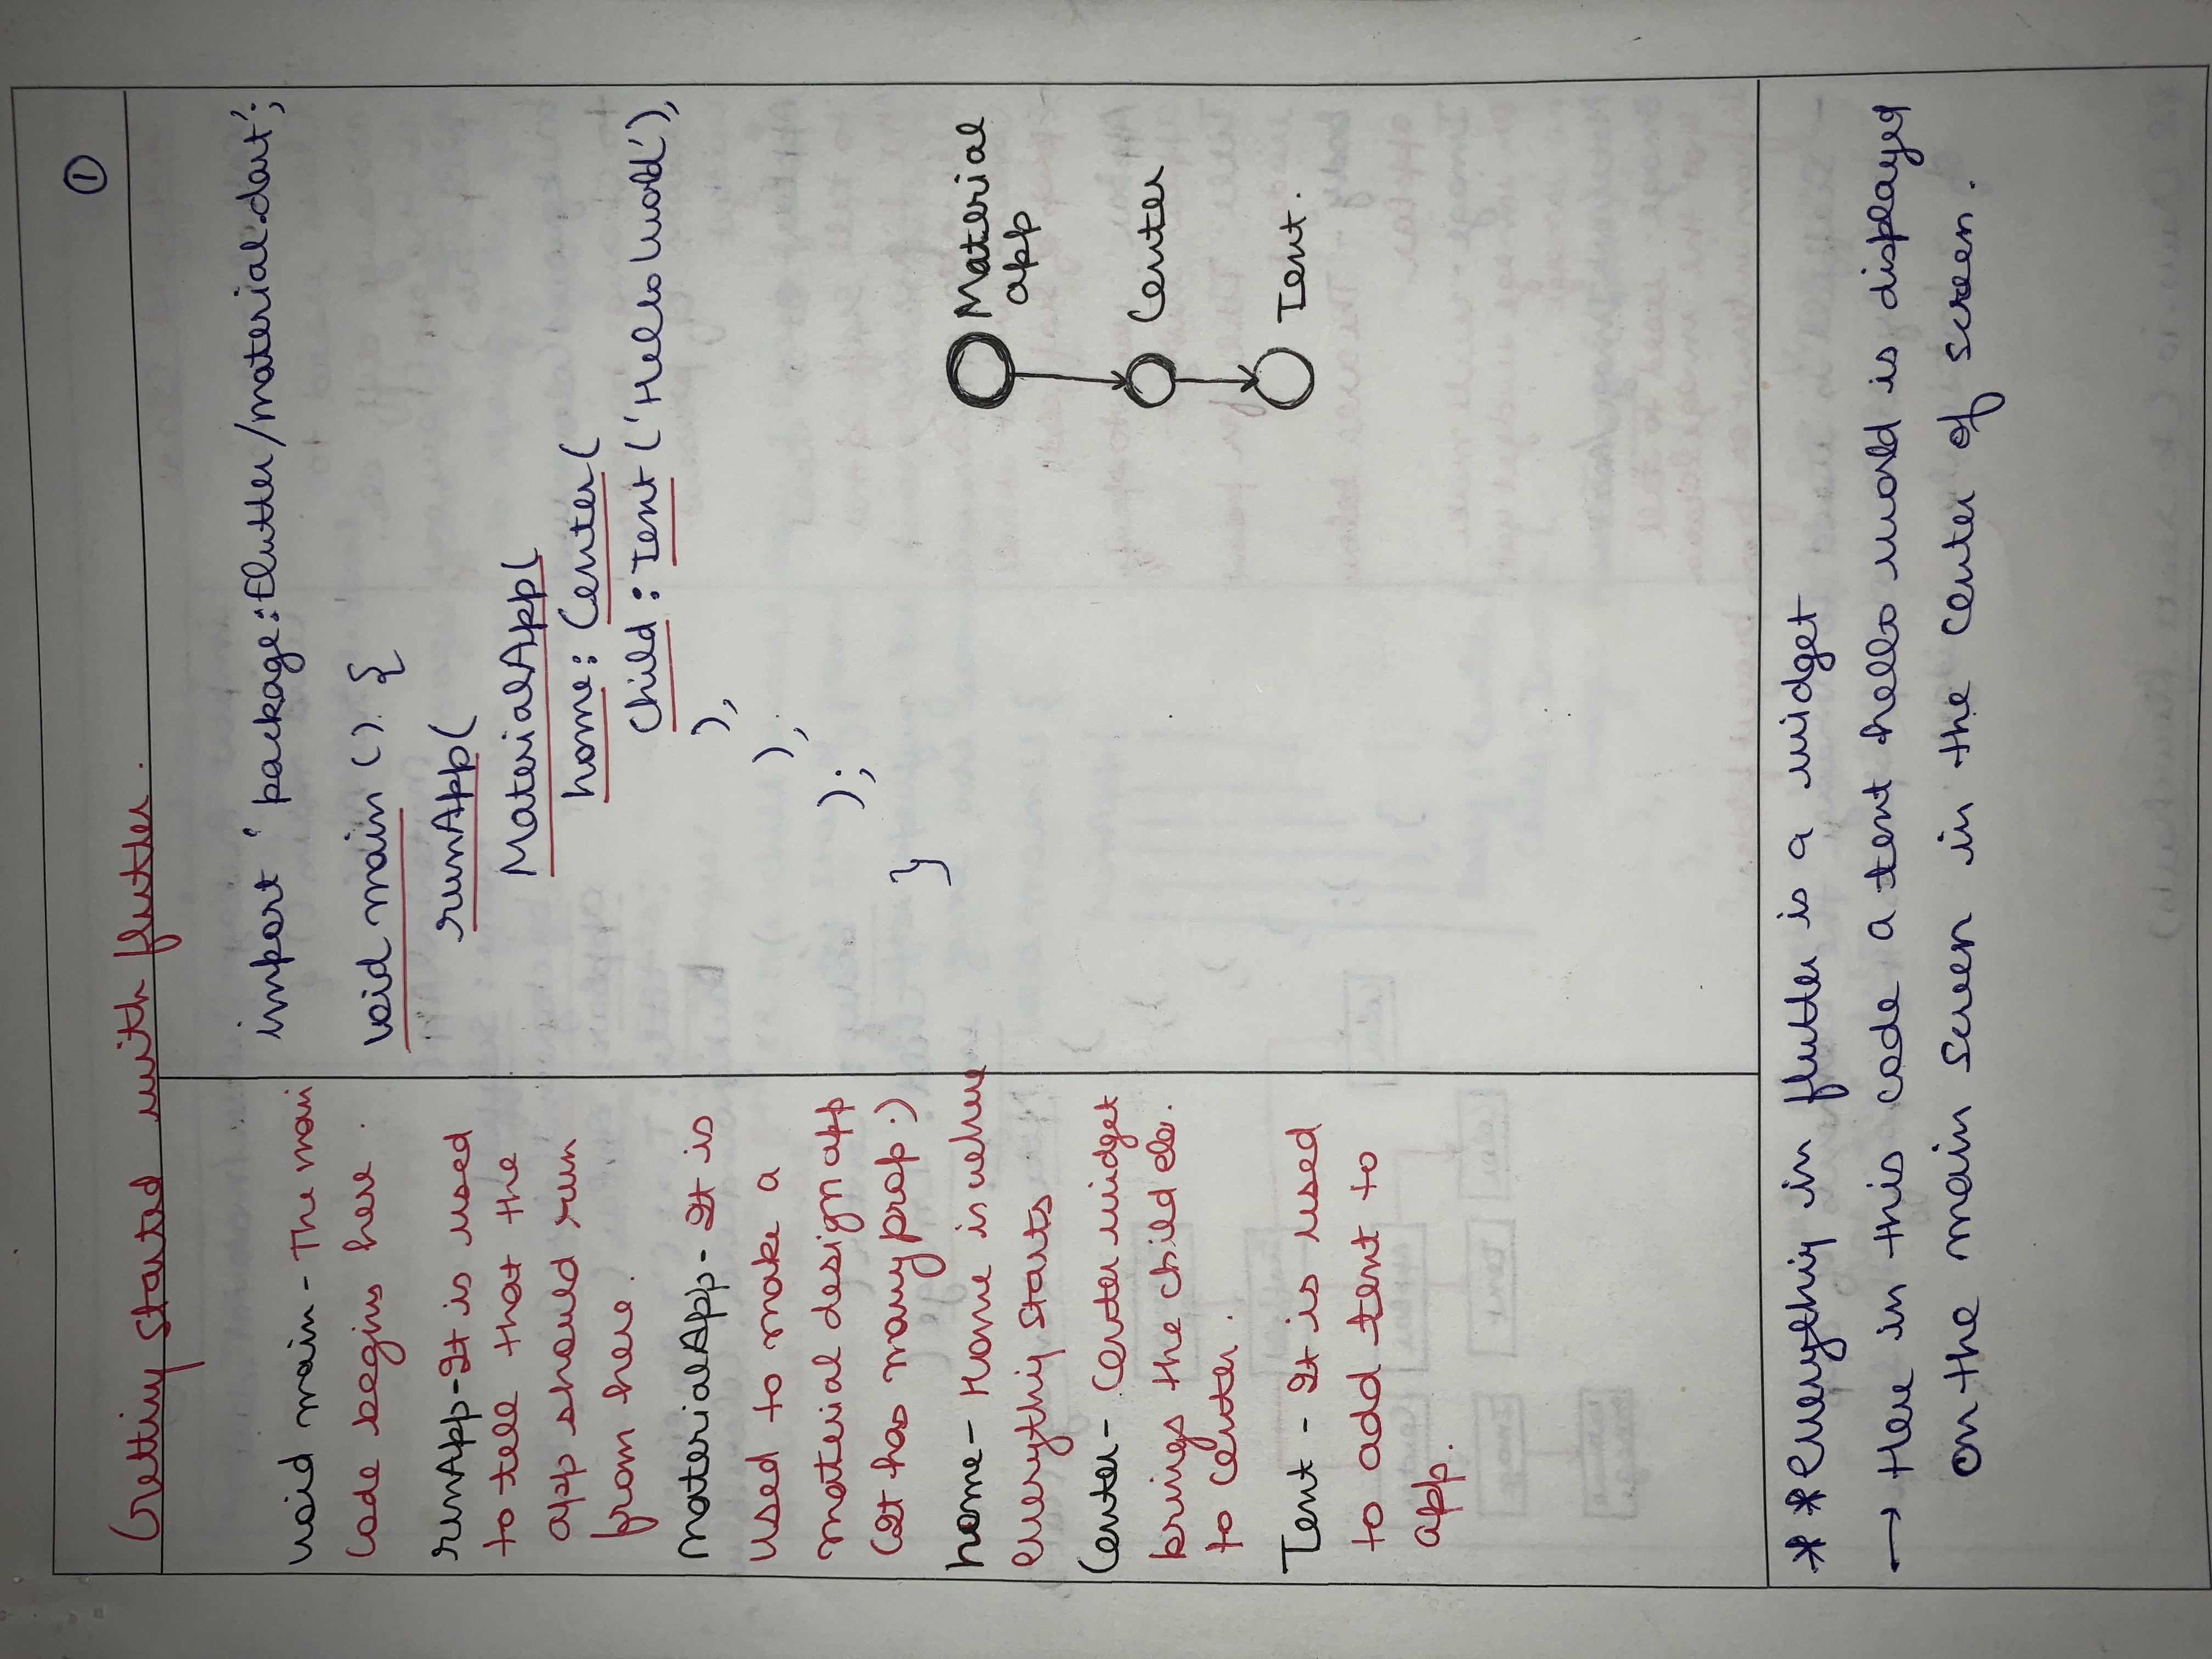 ①
Getting started with flutter.
void main - The main
code begins here.
runApp - It is used
to tell that the
app should run
from here.
MaterialApp - It is
used to make a
material design app
(It has many prop.)
home - Home is where
everything starts
Center - Center widget
brings the child ele.
to center.
Text - It is used
to add text to
app.
import 'package:flutter/material.dart';
void main() {
runApp(
MaterialApp(
home: Center(
child: Text('Hello World'),
),
),
);
}
Material
app
Center
Text.
**everything in flutter is a widget
→ Here in this code a text hello world is displayed
on the main screen in the center of screen.